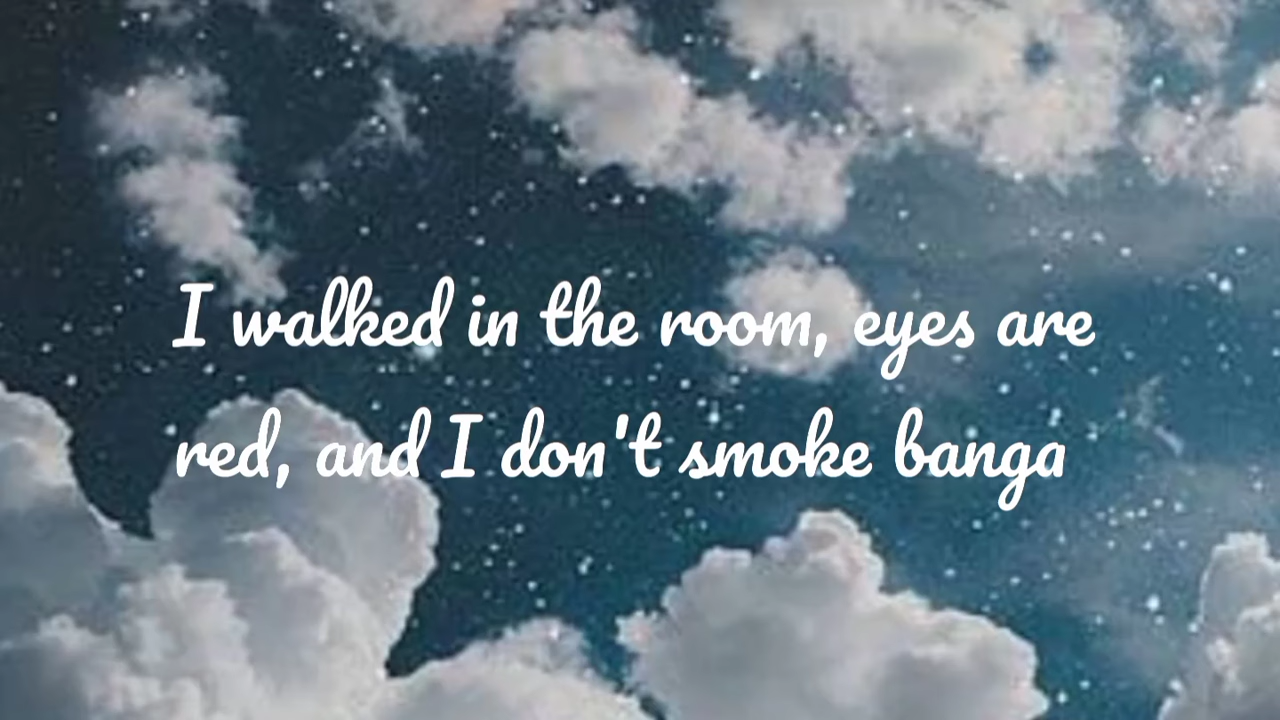 I walked in the room, eyes are
red, and I don't smoke banga